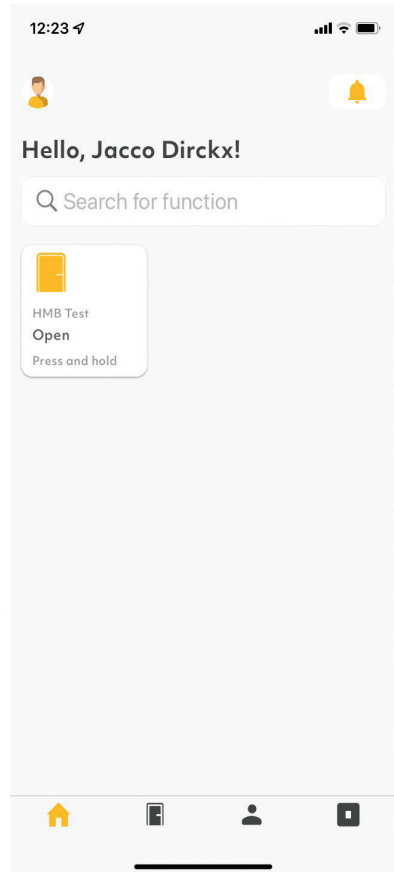 12:23
Hello, Jacco Dirckx!
Search for function
HMB Test
Open
Press and hold